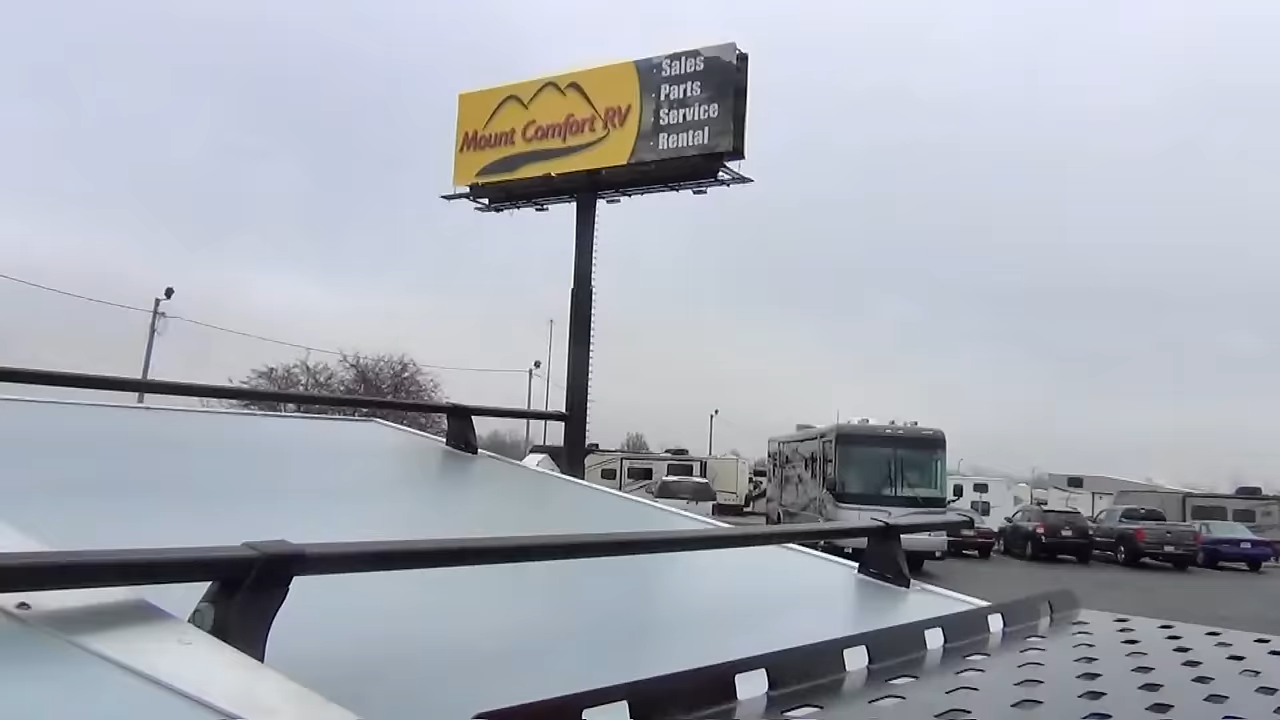 Mount Comfort RV
· Sales
· Parts
· Service
· Rental